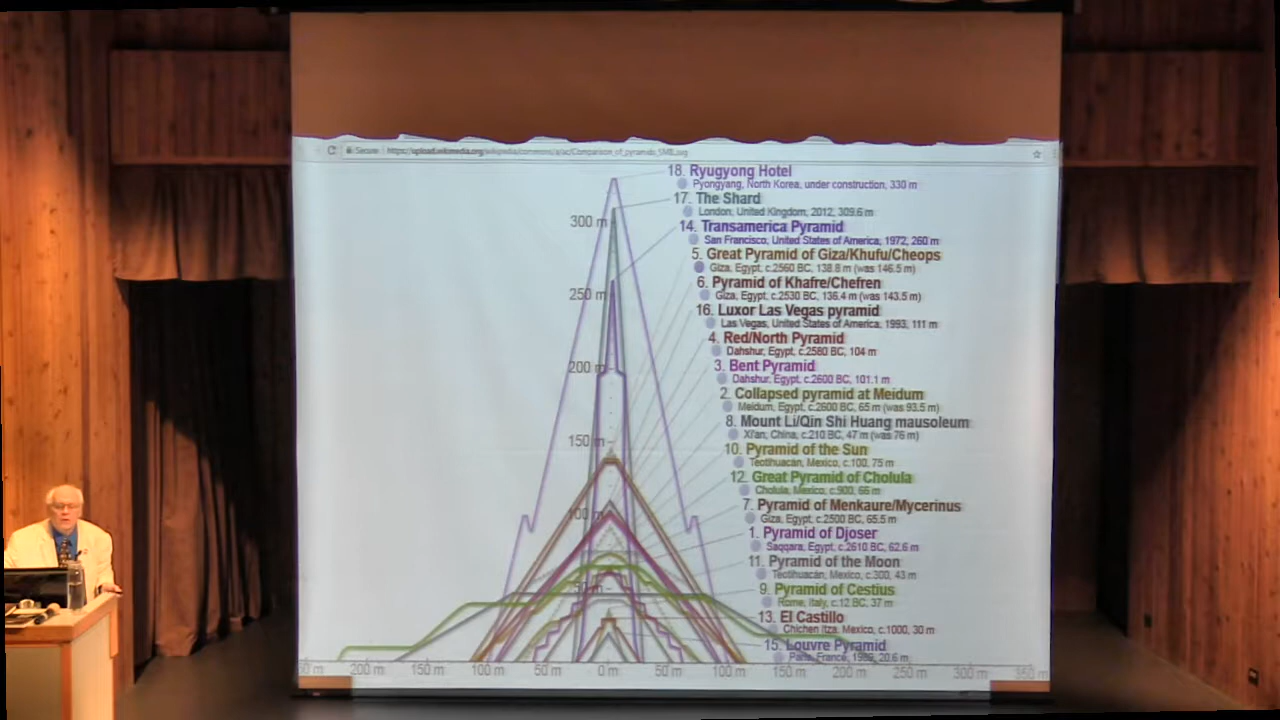 Secure https://upload.wikimedia.org/wikipedia/commons/a/ac/Comparison_of_pyramids_SMIL.svg
18. Ryugyong Hotel
Pyongyang, North Korea, under construction, 330 m
17. The Shard
London, United Kingdom, 2012, 309.6 m
300 m
14. Transamerica Pyramid
San Francisco, United States of America, 1972, 260 m
5. Great Pyramid of Giza/Khufu/Cheops
Giza, Egypt, c.2560 BC, 138.8 m (was 146.5 m)
6. Pyramid of Khafre/Chefren
Giza, Egypt, c.2530 BC, 136.4 m (was 143.5 m)
250 m
16. Luxor Las Vegas pyramid
Las Vegas, United States of America, 1993, 111 m
4. Red/North Pyramid
Dahshur, Egypt, c.2580 BC, 104 m
200 m
3. Bent Pyramid
Dahshur, Egypt, c.2600 BC, 101.1 m
2. Collapsed pyramid at Meidum
Meidum, Egypt, c.2600 BC, 65 m (was 93.5 m)
8. Mount Li/Qin Shi Huang mausoleum
Xi'an, China, c.210 BC, 47 m (was 76 m)
150 m
10. Pyramid of the Sun
Teotihuacán, Mexico, c.100, 75 m
12. Great Pyramid of Cholula
Cholula, Mexico, c.900, 66 m
7. Pyramid of Menkaure/Mycerinus
Giza, Egypt, c.2500 BC, 65.5 m
100 m
1. Pyramid of Djoser
Saqqara, Egypt, c.2610 BC, 62.6 m
11. Pyramid of the Moon
Teotihuacán, Mexico, c.300, 43 m
50 m
9. Pyramid of Cestius
Rome, Italy, c.12 BC, 37 m
13. El Castillo
Chichen Itza, Mexico, c.1000, 30 m
15. Louvre Pyramid
Paris, France, 1989, 20.6 m
50 m 200 m 150 m 100 m 50 m 0 m 50 m 100 m 150 m 200 m 250 m 300 m 350 m